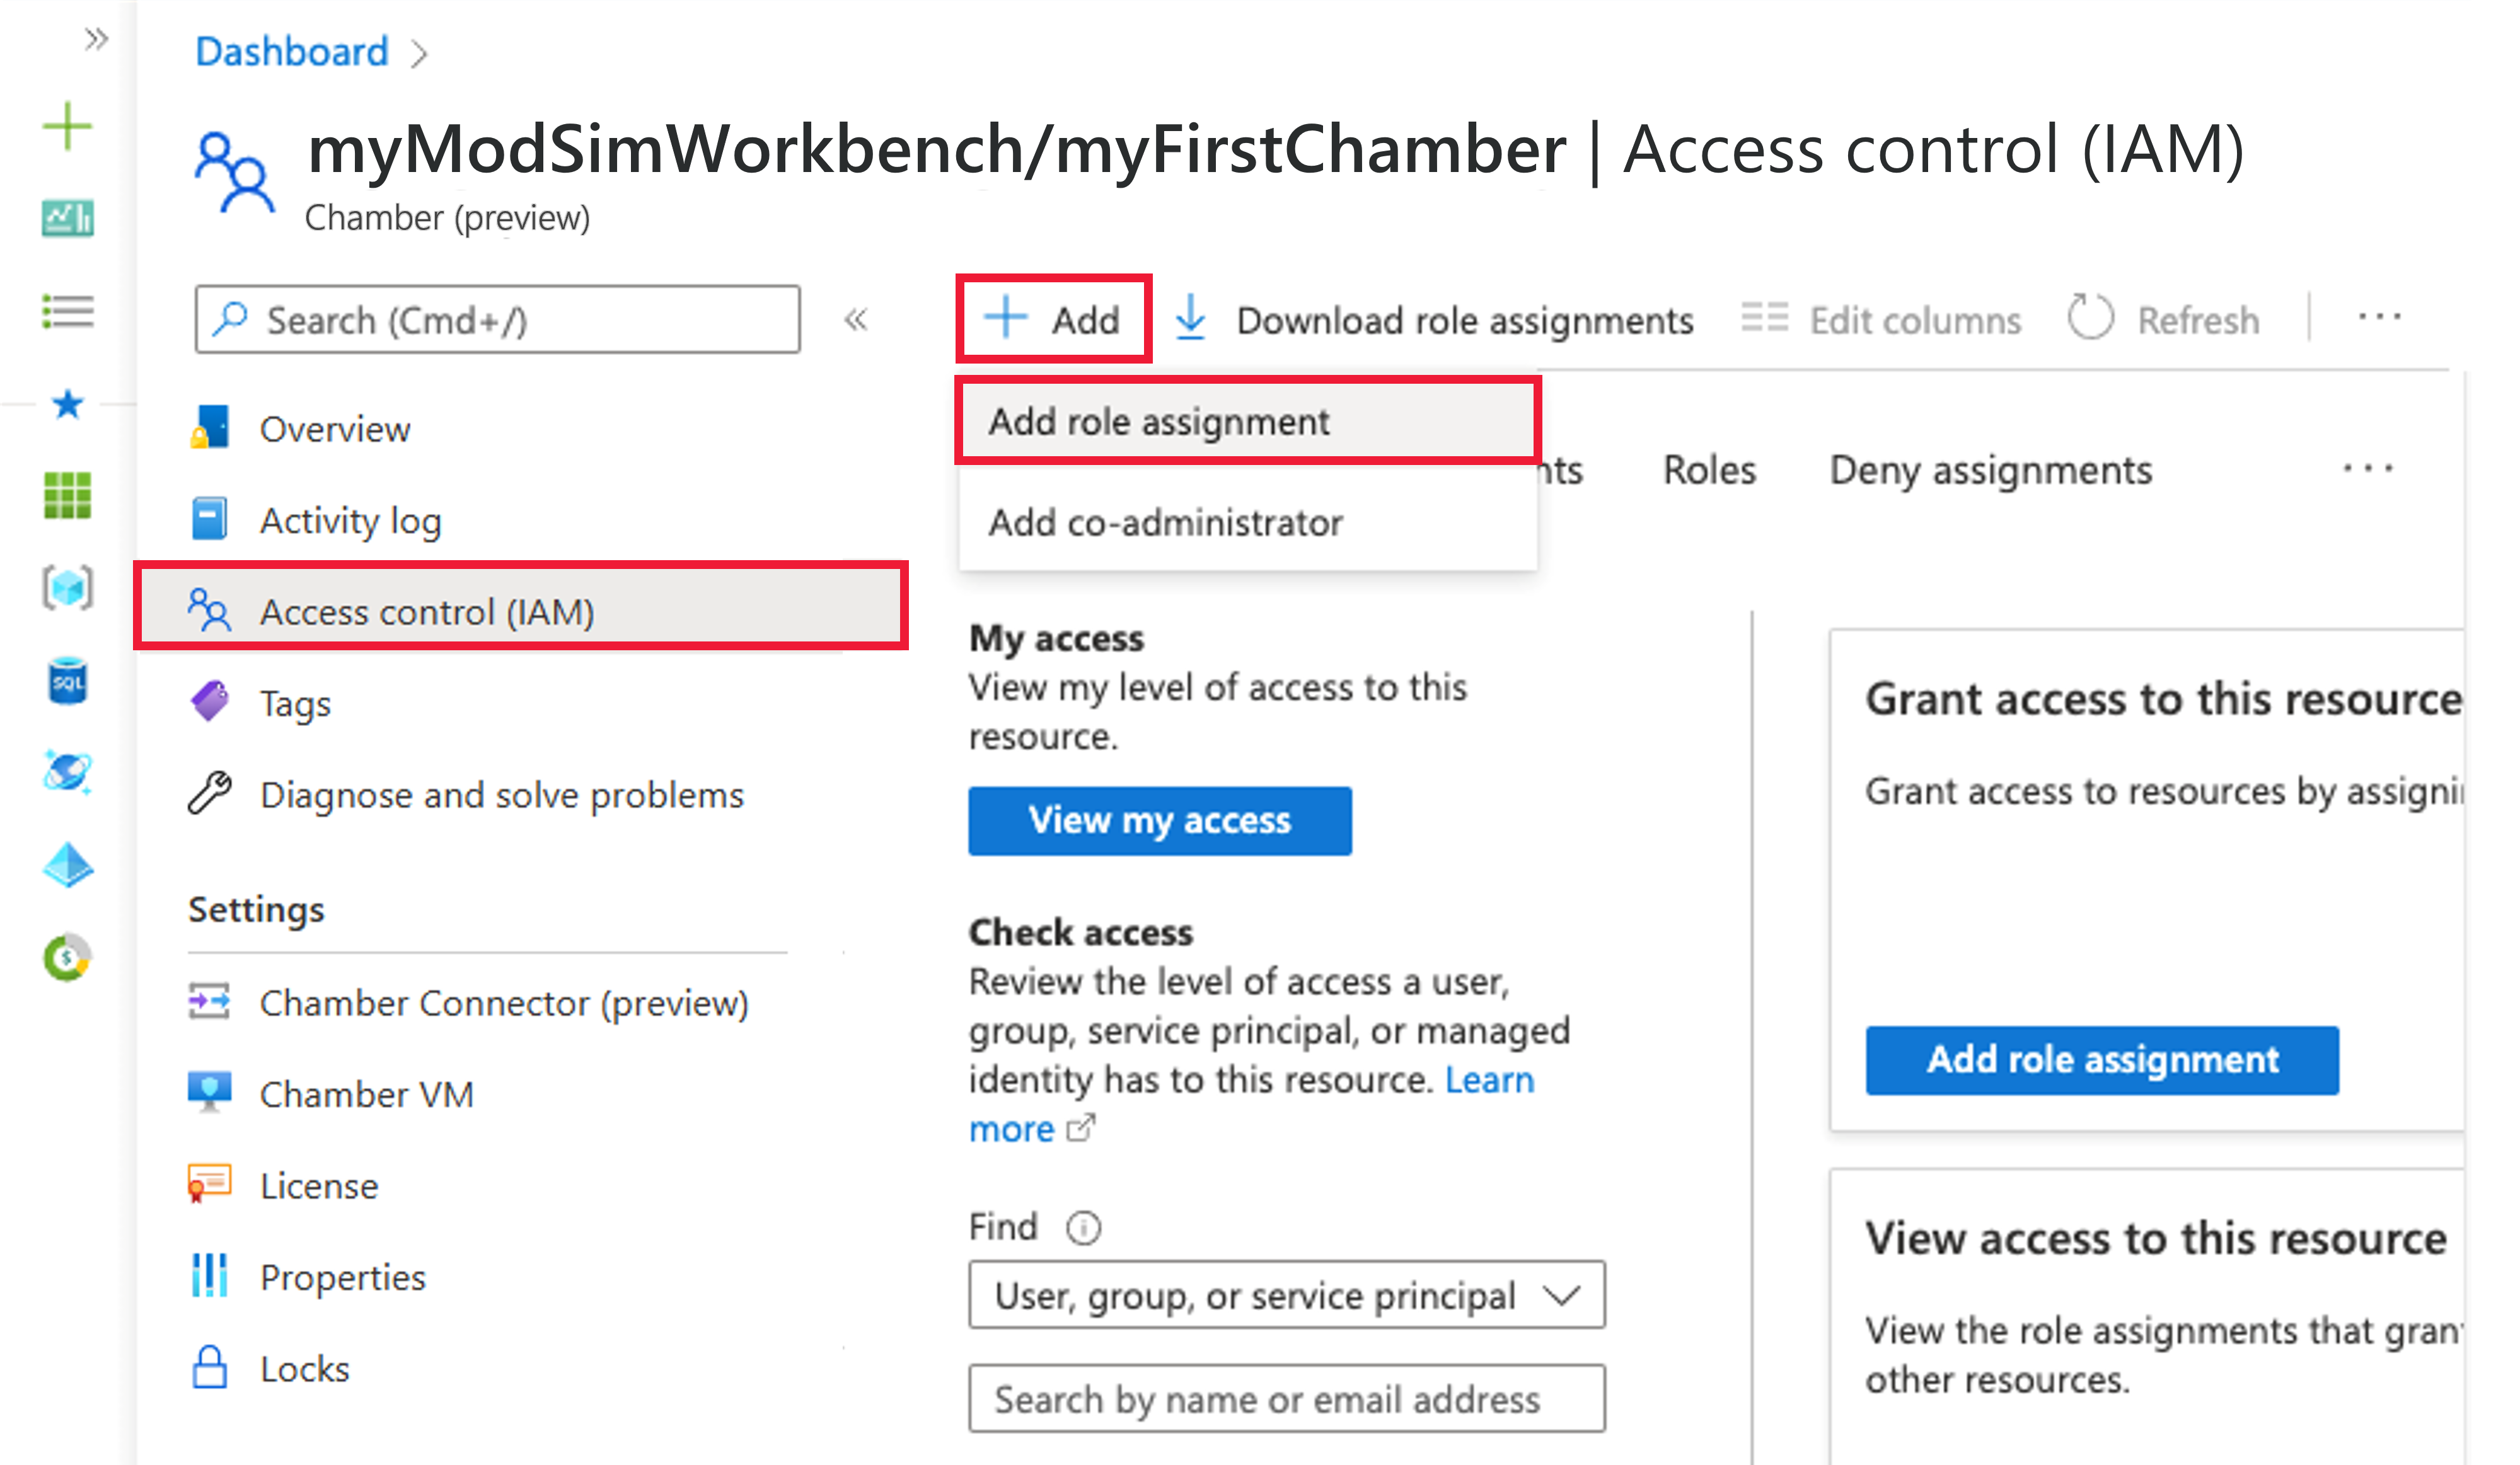 Dashboard
myModSimWorkbench/myFirstChamber | Access control (IAM)
Chamber (preview)
Search (Cmd+/)
Add
Download role assignments
Edit columns
Refresh
Add role assignment
Add co-administrator
Roles
Deny assignments
Overview
Activity log
Access control (IAM)
Tags
Diagnose and solve problems
Settings
Chamber Connector (preview)
Chamber VM
License
Properties
Locks
My access
View my level of access to this
resource.
View my access
Check access
Review the level of access a user,
group, service principal, or managed
identity has to this resource. Learn
more
Find
User, group, or service principal
Search by name or email address
Grant access to this resource
Grant access to resources by
Add role assignment
View access to this resource
View the role assignments that
other resources.
SQL